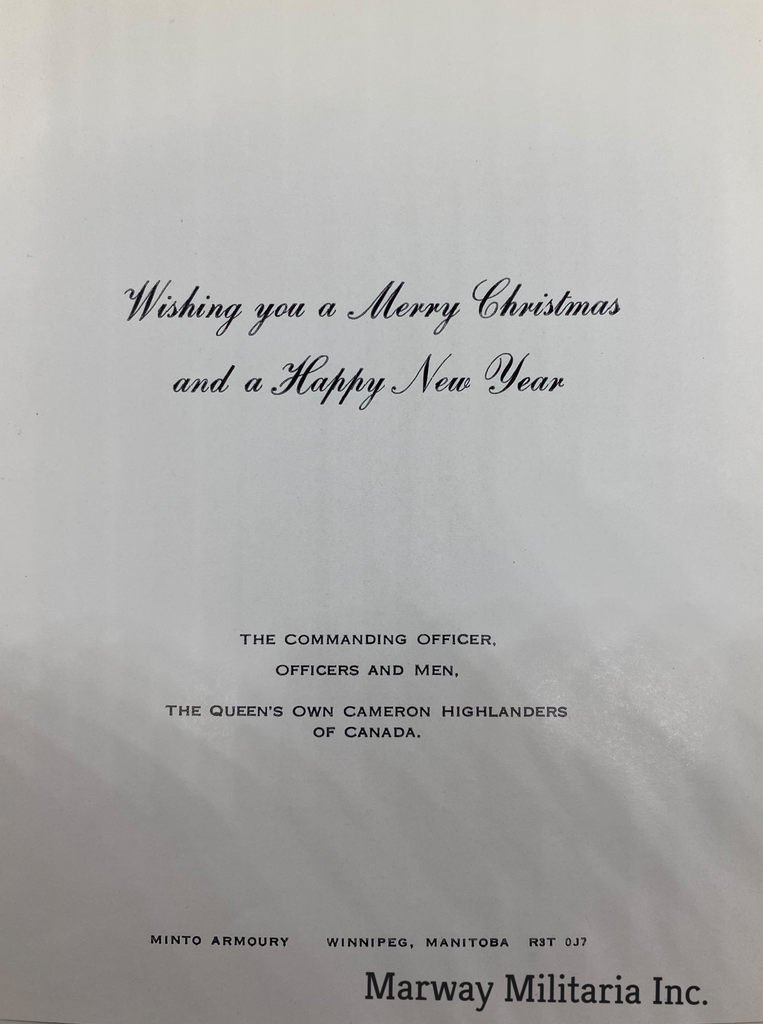 Wishing you a Merry Christmas
and a Happy New Year
THE COMMANDING OFFICER,
OFFICERS AND MEN,
THE QUEEN'S OWN CAMERON HIGHLANDERS
OF CANADA.
MINTO ARMOURY WINNIPEG, MANITOBA R3T 0J7
Marway Militaria Inc.